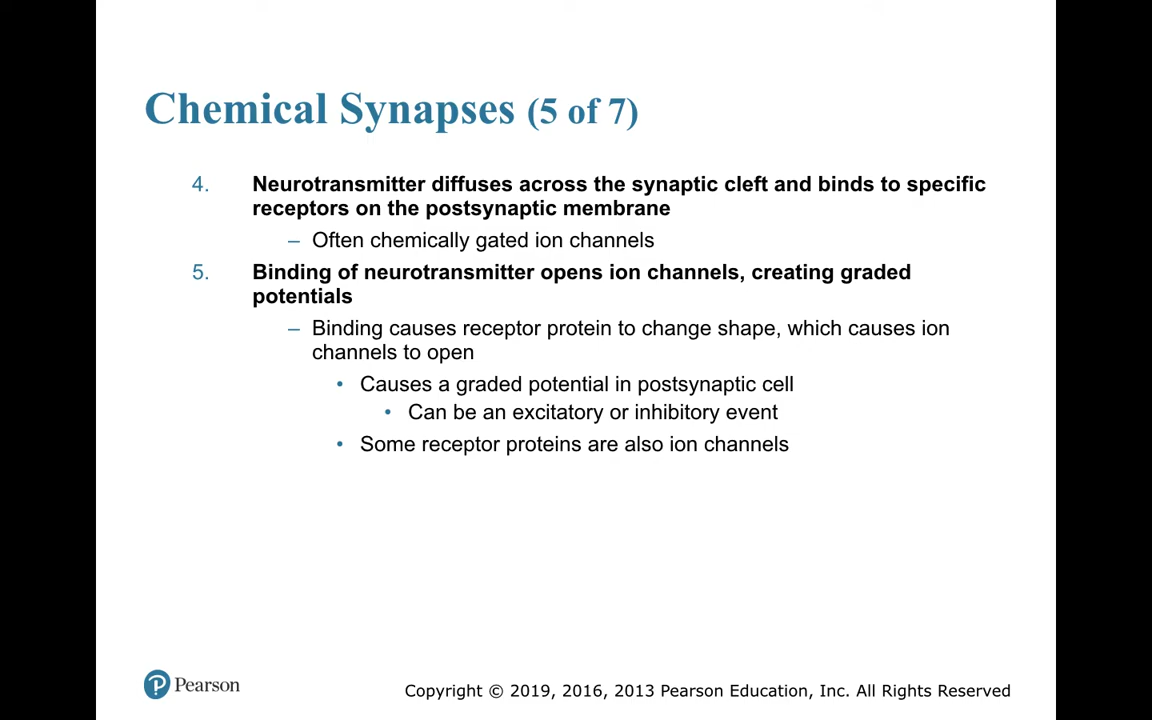 Chemical Synapses (5 of 7)
4. Neurotransmitter diffuses across the synaptic cleft and binds to specific
receptors on the postsynaptic membrane
– Often chemically gated ion channels
5. Binding of neurotransmitter opens ion channels, creating graded
potentials
– Binding causes receptor protein to change shape, which causes ion
channels to open
• Causes a graded potential in postsynaptic cell
• Can be an excitatory or inhibitory event
• Some receptor proteins are also ion channels
Pearson
Copyright © 2019, 2016, 2013 Pearson Education, Inc. All Rights Reserved